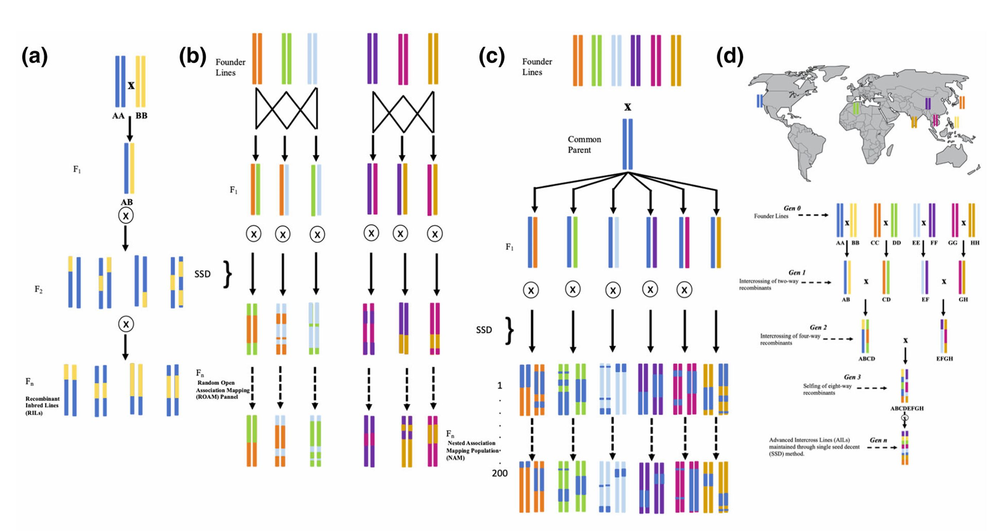 (a)
x
AA BB
F1
AB
X
F2
X
Fn
Recombinant
Inbred Lines
(RILs)
(b)
Founder
Lines
F1
X X X X X X
SSD }
Fn
Random Open
Association Mapping
(ROAM) Pannel
(c)
Founder
Lines
x
Common
Parent
F1
X X X X X
SSD }
1
.
.
.
.
.
.
200
Fn
Nested Association
Mapping Population
(NAM)
(d)
Gen 0
Founder Lines
x x x x
AA BB CC DD EE FF GG HH
Gen 1
Intercrossing of two-way
recombinants
x x
AB CD EF GH
Gen 2
Intercrossing of four-way
recombinants
x
ABCD EFGH
Gen 3
Selfing of eight-way
recombinants
ABCDEFGH
x
Advanced Intercross Lines (AILs)
maintained through single seed decent
(SSD) method.
Gen n